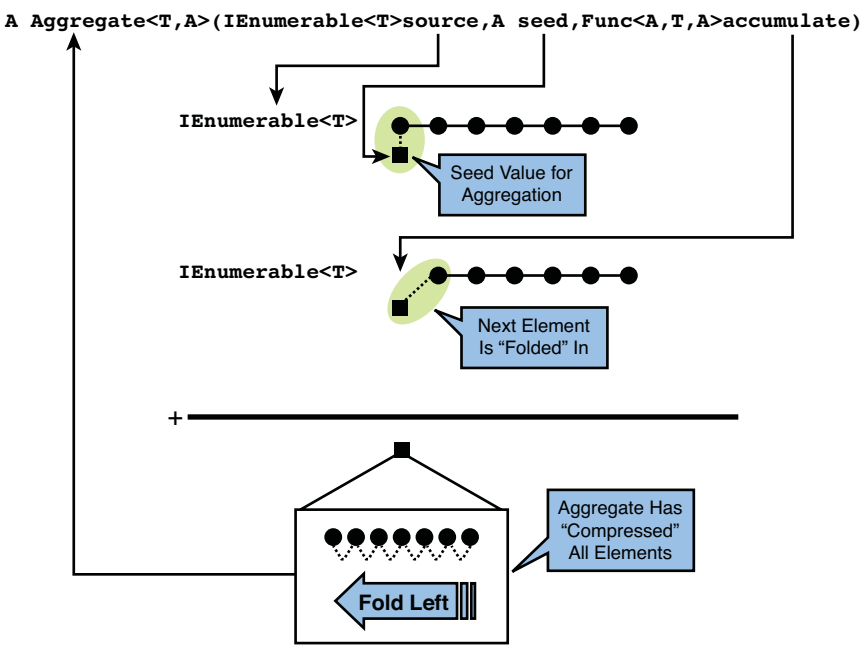 A Aggregate<T,A>(IEnumerable<T>source,A seed,Func<A,T,A>accumulate)
IEnumerable<T>
Seed Value for
Aggregation
IEnumerable<T>
Next Element
Is “Folded” In
+
Aggregate Has
“Compressed”
All Elements
Fold Left